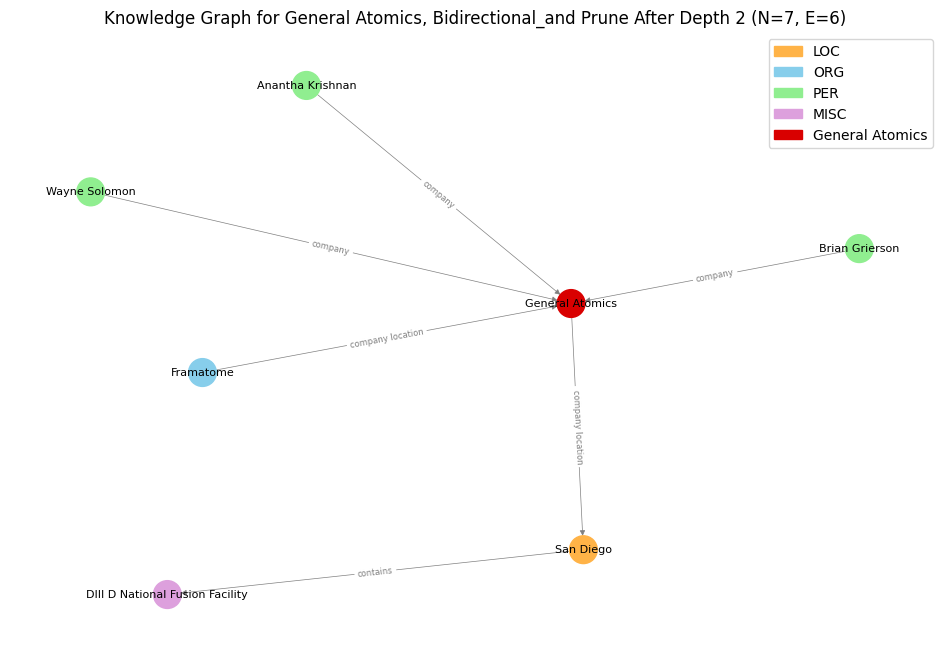 Knowledge Graph for General Atomics, Bidirectional_and Prune After Depth 2 (N=7, E=6)
LOC
ORG
PER
MISC
General Atomics
Anantha Krishnan
company
Wayne Solomon
company
Brian Grierson
company
General Atomics
company location
Framatome
company location
San Diego
contains
DIII D National Fusion Facility